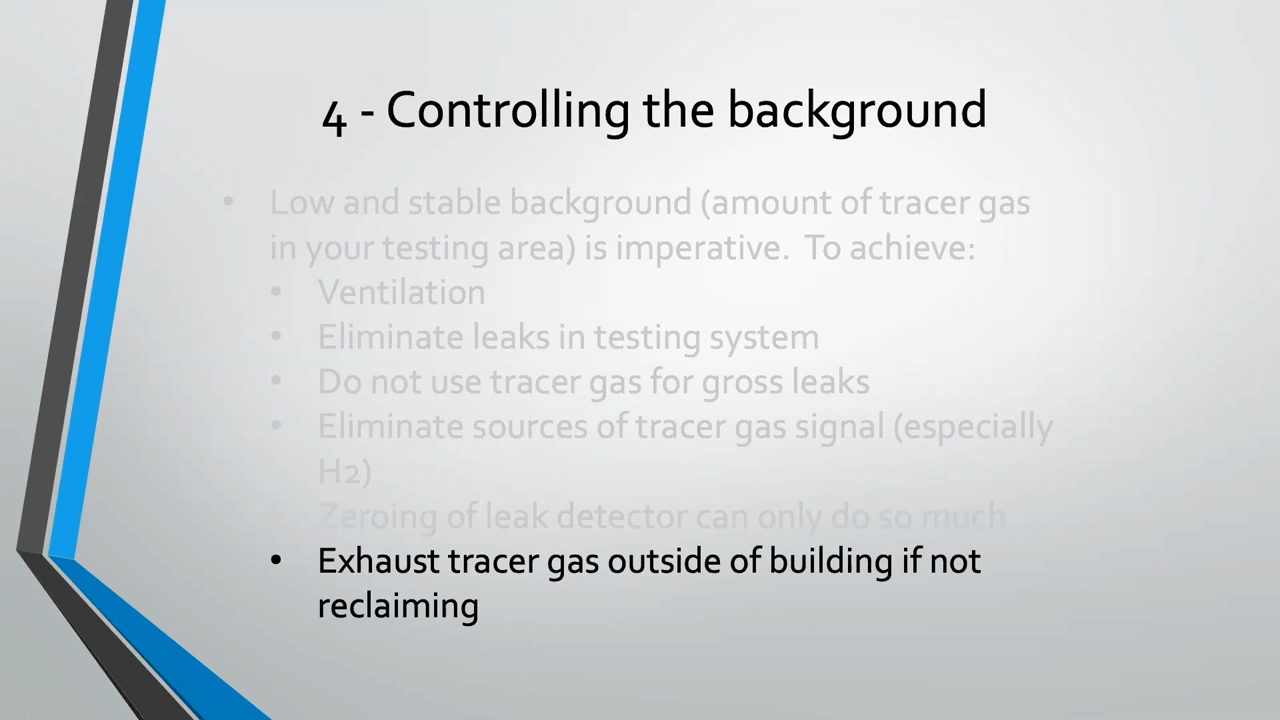 4 - Controlling the background
• Low and stable background (amount of tracer gas
in your testing area) is imperative.  To achieve:
• Ventilation
• Eliminate leaks in testing system
• Do not use tracer gas for gross leaks
• Eliminate sources of tracer gas signal (especially
H2)
Zeroing of leak detector can only do so much
• Exhaust tracer gas outside of building if not
reclaiming